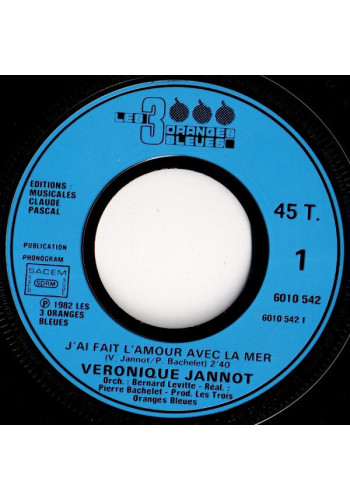 LES 3 ORANGES BLEUES
EDITIONS :
MUSICALES
CLAUDE
PASCAL
45 T.
PUBLICATION
PHONOGRAM
1
SACEM
SDRM
6010 542
Ⓟ 1982 LES
3 ORANGES
BLEUES
6010 542 1
J'AI FAIT L'AMOUR AVEC LA MER
(V. Jannot/P. Bachelet) 2'40
VERONIQUE JANNOT
Orch. : Bernard Levitte - Réal. :
Pierre Bachelet - Prod. Les Trois
Oranges Bleues